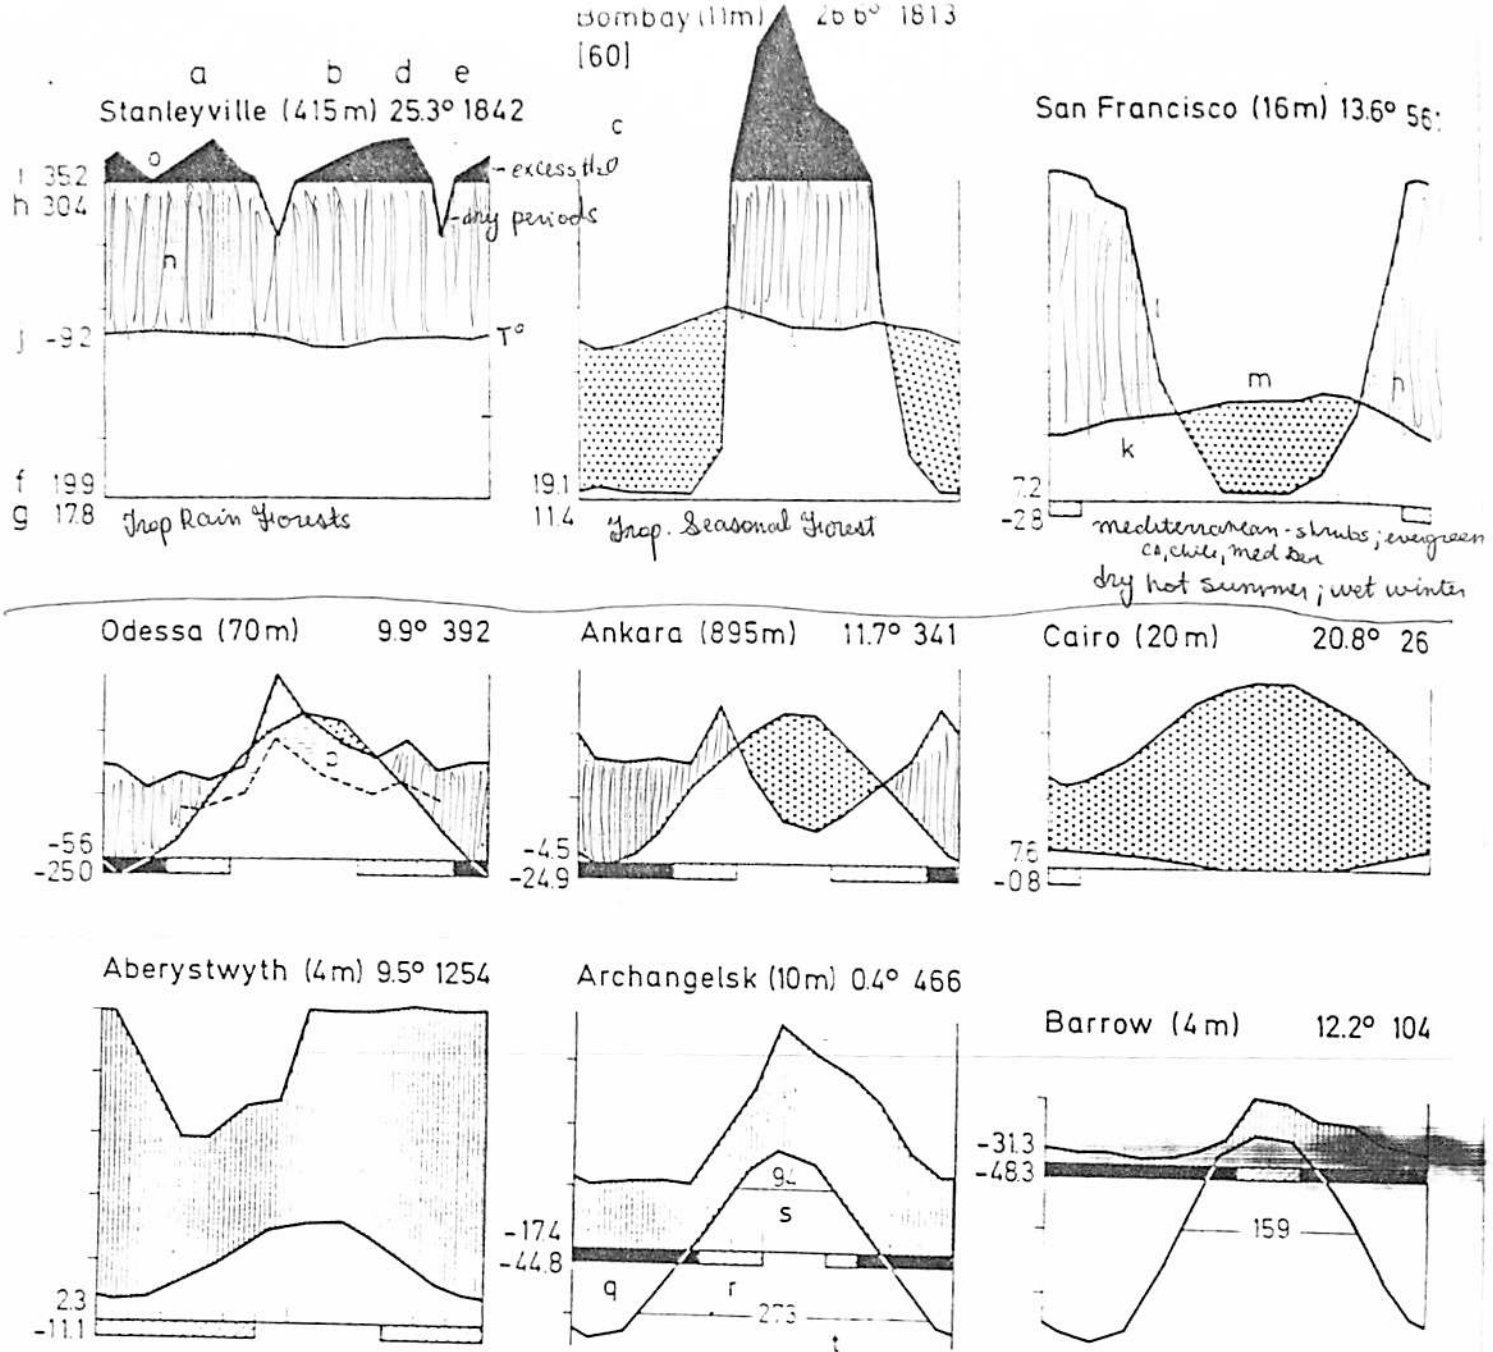 Bombay (11m) 26.6° 1813
[60]
a b d e
Stanleyville (415m) 25.3° 1842
c
San Francisco (16m) 13.6° 56
o
i 35.2
h 30.4
- excess H2O
- dry periods
n
j -9.2
T°
l
m
n
k
f 19.9
g 17.8
19.1
11.4
7.2
-2.8
Trop Rain Forests
Trop. Seasonal Forest
mediterranean - shrubs ; evergreen
CA, chile, med
dry hot summer ; wet winter
Odessa (70m) 9.9° 392
Ankara (895m) 11.7° 341
Cairo (20m) 20.8° 26
p
-5.6
-25.0
-4.5
-24.9
7.6
-0.8
Aberystwyth (4m) 9.5° 1254
Archangelsk (10m) 0.4° 466
Barrow (4m) 12.2° 104
94
s
-17.4
-44.8
-31.3
-48.3
159
q r
273
t
2.3
-11.1